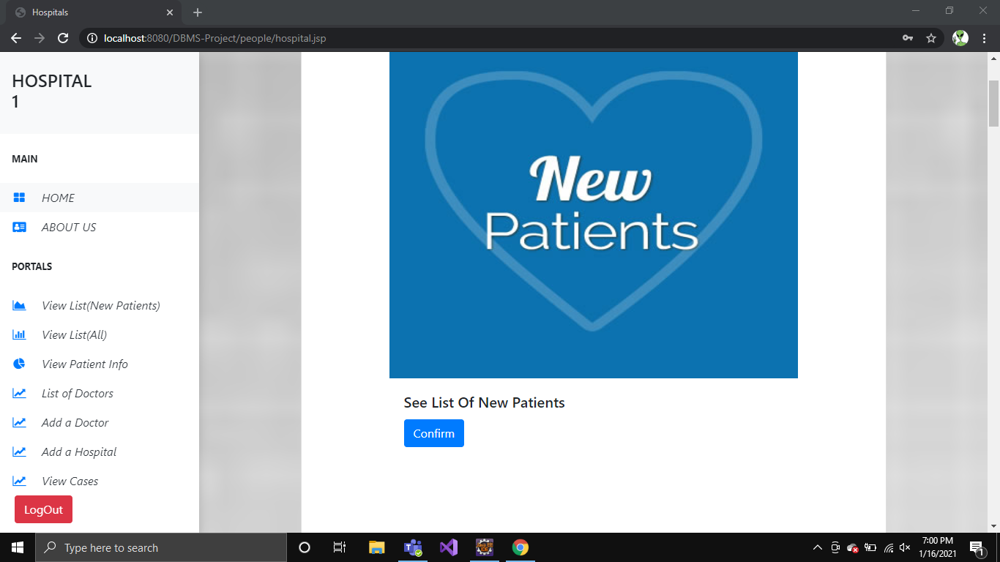 Hospitals
localhost:8080/DBMS-Project/people/hospital.jsp
HOSPITAL
1
MAIN
HOME
ABOUT US
PORTALS
View List(New Patients)
View List(All)
View Patient Info
List of Doctors
Add a Doctor
Add a Hospital
View Cases
LogOut
New
Patients
See List Of New Patients
Confirm
Type here to search
7:00 PM
1/16/2021
1